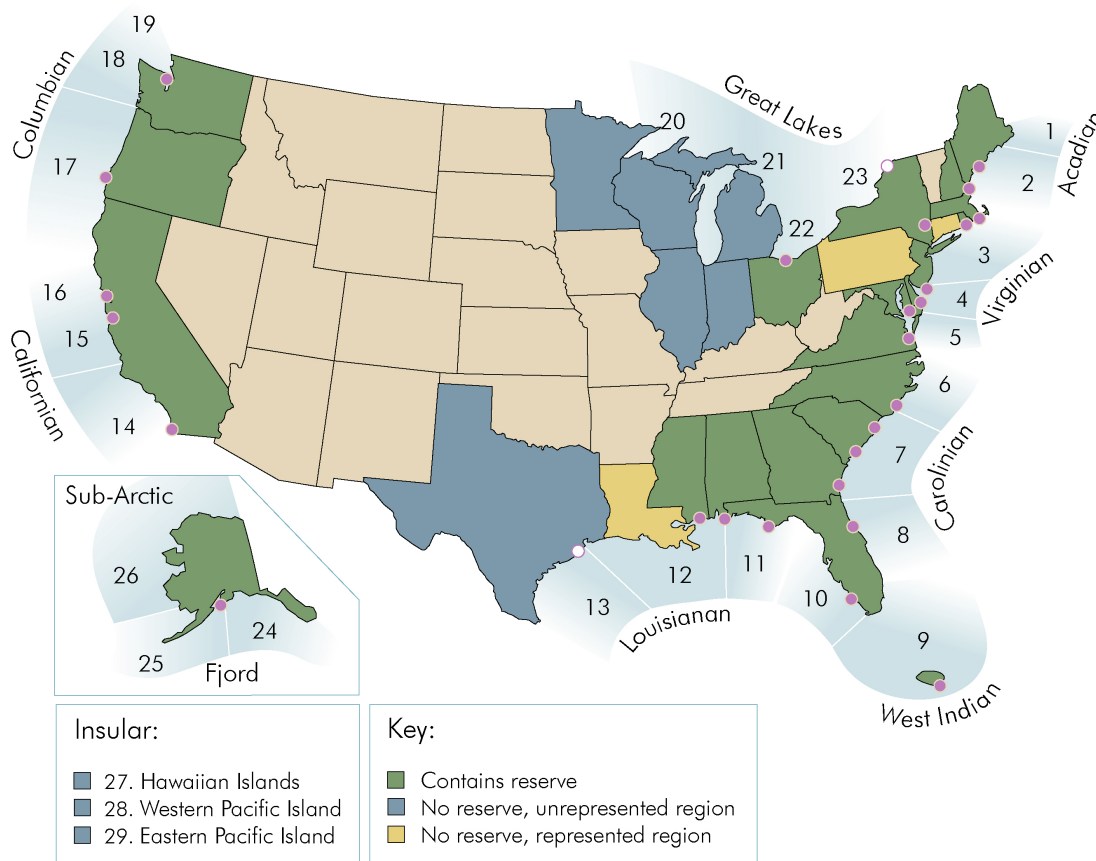 19
18
Columbian
17
16
15
Californian
14
Great Lakes
20
21
22
23
1
Acadian
2
3
Virginian
4
5
6
7
Carolinian
8
9
West Indian
10
11
12
Louisianan
13
Sub-Arctic
26
24
25
Fjord
Insular:
27. Hawaiian Islands
28. Western Pacific Island
29. Eastern Pacific Island
Key:
Contains reserve
No reserve, unrepresented region
No reserve, represented region